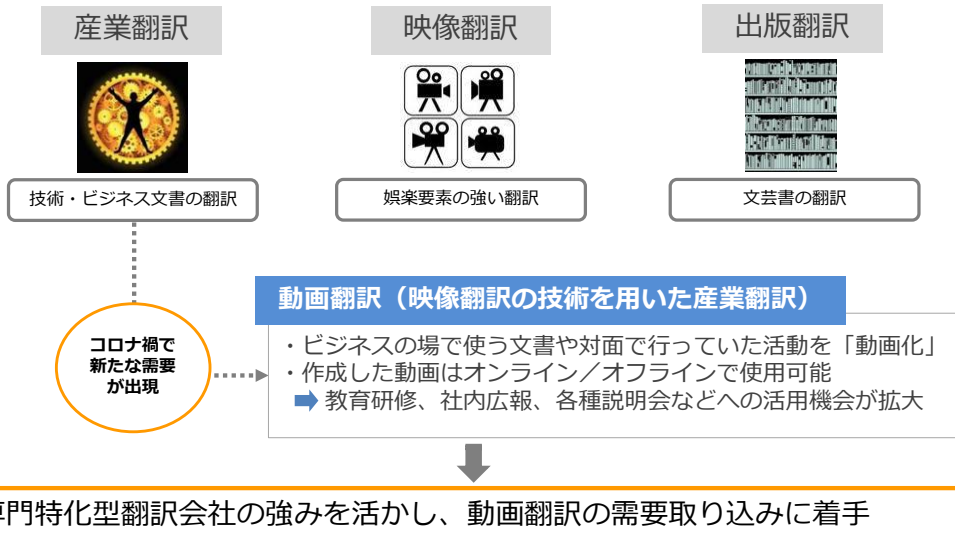 産業翻訳
映像翻訳
出版翻訳
技術・ビジネス文書の翻訳
娯楽要素の強い翻訳
文芸書の翻訳
動画翻訳（映像翻訳の技術を用いた産業翻訳）
コロナ禍で
新たな需要
が出現
・ビジネスの場で使う文書や対面で行っていた活動を「動画化」
・作成した動画はオンライン／オフラインで使用可能
➡ 教育研修、社内広報、各種説明会などへの活用機会が拡大
専門特化型翻訳会社の強みを活かし、動画翻訳の需要取り込みに着手